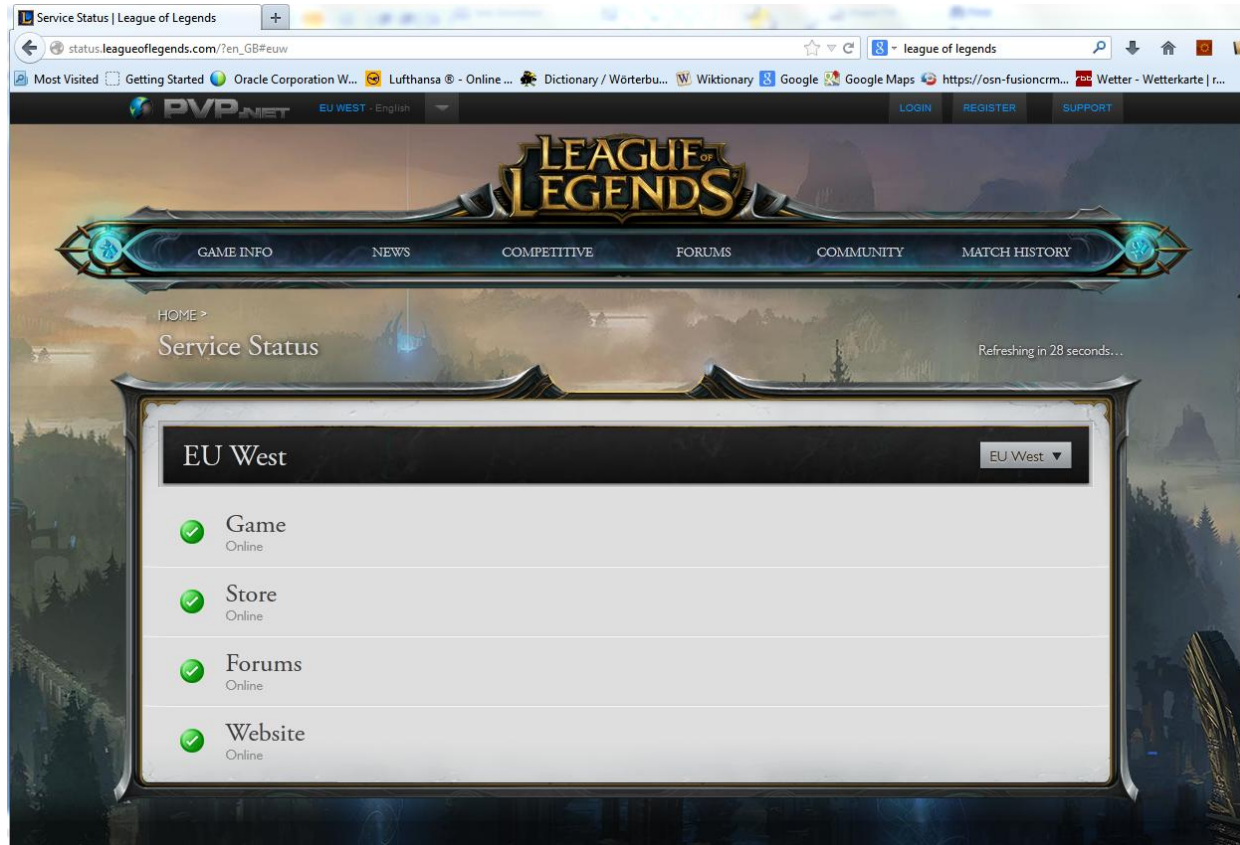 Service Status | League of Legends
status.leagueoflegends.com/?en_GB#euw
league of legends
Most Visited Getting Started Oracle Corporation W... Lufthansa ® - Online ... Dictionary / Wörterbu... Wiktionary Google Google Maps https://osn-fusioncrm... Wetter - Wetterkarte | r...
PVP.NET EU WEST - English LOGIN REGISTER SUPPORT
LEAGUE OF
LEGENDS
GAME INFO NEWS COMPETITIVE FORUMS COMMUNITY MATCH HISTORY
HOME >
Service Status
Refreshing in 28 seconds...
EU West
EU West
Game
Online
Store
Online
Forums
Online
Website
Online